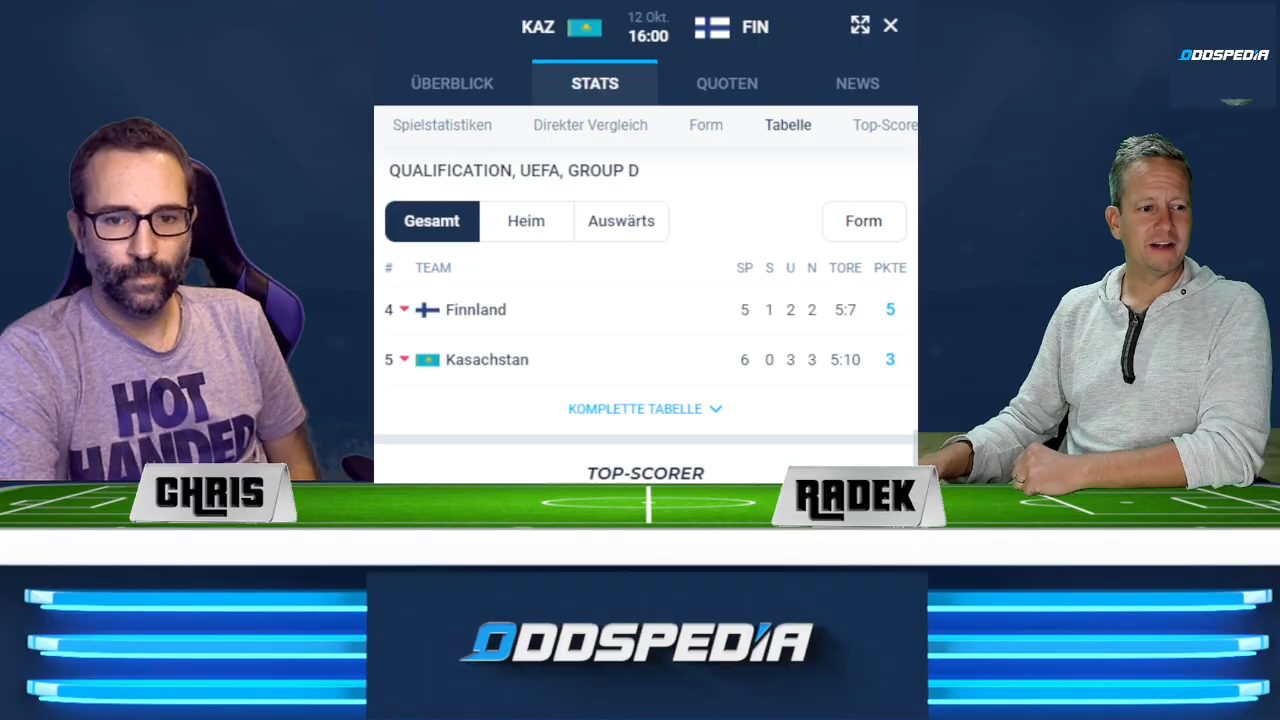 KAZ
12 Okt.
16:00
FIN
ODDSPEDIA
ÜBERBLICK
STATS
QUOTEN
NEWS
Spielstatistiken
Direkter Vergleich
Form
Tabelle
Top-Score
QUALIFICATION, UEFA, GROUP D
Gesamt
Heim
Auswärts
Form
# TEAM SP S U N TORE PKTE
4 Finnland 5 1 2 2 5:7 5
5 Kasachstan 6 0 3 3 5:10 3
KOMPLETTE TABELLE
TOP-SCORER
HOT
HANDED
CHRIS
RADEK
ODDSPEDIA